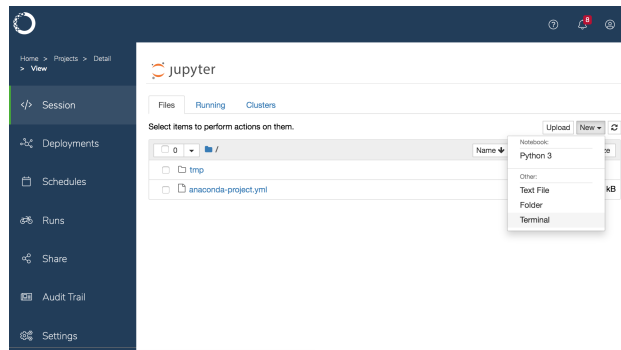 8
Home > Projects > Detail
> View
</> Session
Deployments
Schedules
Runs
Share
Audit Trail
Settings
jupyter
Files Running Clusters
Select items to perform actions on them.
Upload New
0 / Name
Notebook:
Python 3
Other:
Text File
Folder
Terminal
tmp
anaconda-project.yml kB